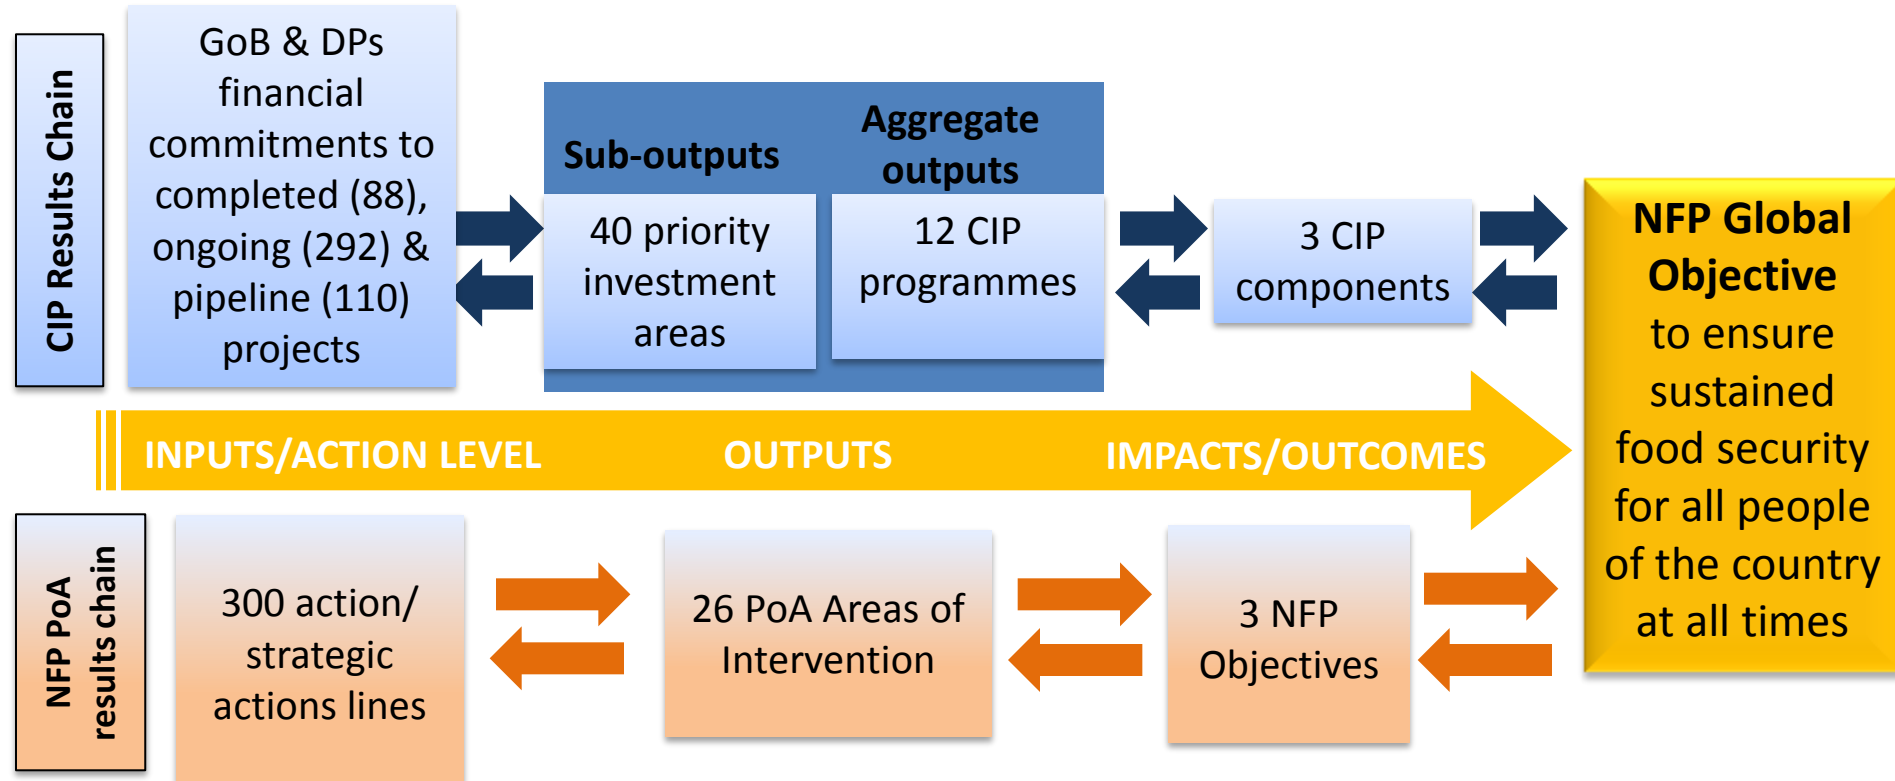 CIP Results Chain
GoB & DPs
financial
commitments to
completed (88),
ongoing (292) &
pipeline (110)
projects
Sub-outputs
40 priority
investment
areas
Aggregate
outputs
12 CIP
programmes
3 CIP
components
INPUTS/ACTION LEVEL
OUTPUTS
IMPACTS/OUTCOMES
NFP PoA
results chain
300 action/
strategic
actions lines
26 PoA Areas of
Intervention
3 NFP
Objectives
NFP Global
Objective
to ensure
sustained
food security
for all people
of the country
at all times